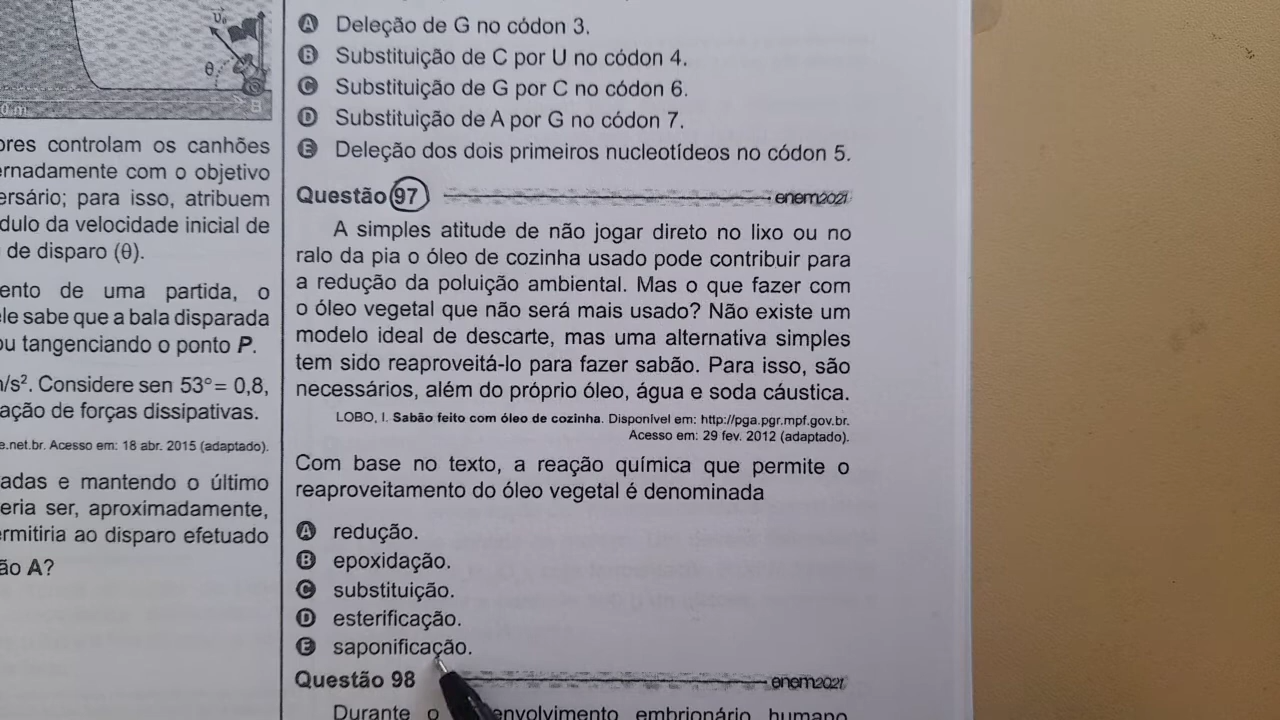 0 m
B
θ
ores controlam os canhões
ernadamente com o objetivo
ersário; para isso, atribuem
dulo da velocidade inicial de
de disparo (θ).
ento de uma partida, o
ele sabe que a bala disparada
ou tangenciando o ponto P.
n/s². Considere sen 53°= 0,8,
ação de forças dissipativas.
e.net.br. Acesso em: 18 abr. 2015 (adaptado).
adas e mantendo o último
eria ser, aproximadamente,
ermitiria ao disparo efetuado
ão A?
A Deleção de G no códon 3.
B Substituição de C por U no códon 4.
C Substituição de G por C no códon 6.
D Substituição de A por G no códon 7.
E Deleção dos dois primeiros nucleotídeos no códon 5.
Questão 97 enem2021
A simples atitude de não jogar direto no lixo ou no
ralo da pia o óleo de cozinha usado pode contribuir para
a redução da poluição ambiental. Mas o que fazer com
o óleo vegetal que não será mais usado? Não existe um
modelo ideal de descarte, mas uma alternativa simples
tem sido reaproveitá-lo para fazer sabão. Para isso, são
necessários, além do próprio óleo, água e soda cáustica.
LOBO, I. Sabão feito com óleo de cozinha. Disponível em: http://pga.pgr.mpf.gov.br.
Acesso em: 29 fev. 2012 (adaptado).
Com base no texto, a reação química que permite o
reaproveitamento do óleo vegetal é denominada
A redução.
B epoxidação.
C substituição.
D esterificação.
E saponificação.
Questão 98 enem2021
Durante o envolvimento embrionário humano